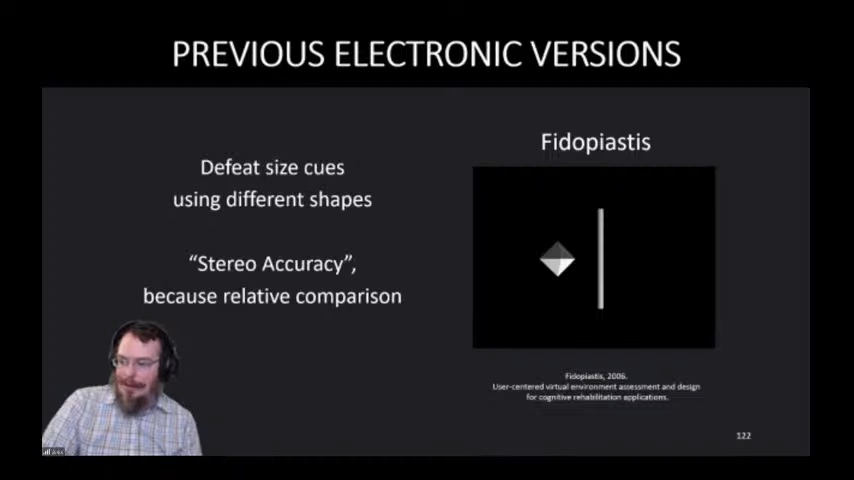 PREVIOUS ELECTRONIC VERSIONS
Defeat size cues
using different shapes
“Stereo Accuracy”,
because relative comparison
Fidopiastis
Fidopiastis, 2006.
User-centered virtual environment assessment and design
for cognitive rehabilitation applications.
122